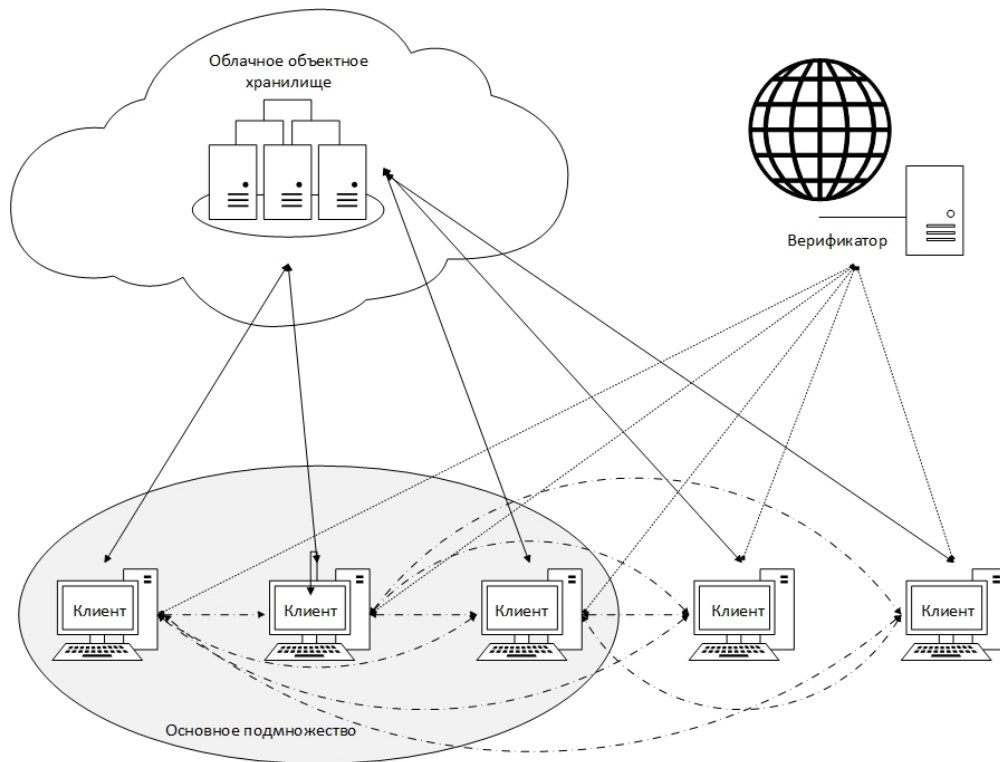 Облачное объектное
хранилище
Верификатор
Клиент
Клиент
Клиент
Клиент
Клиент
Основное подмножество